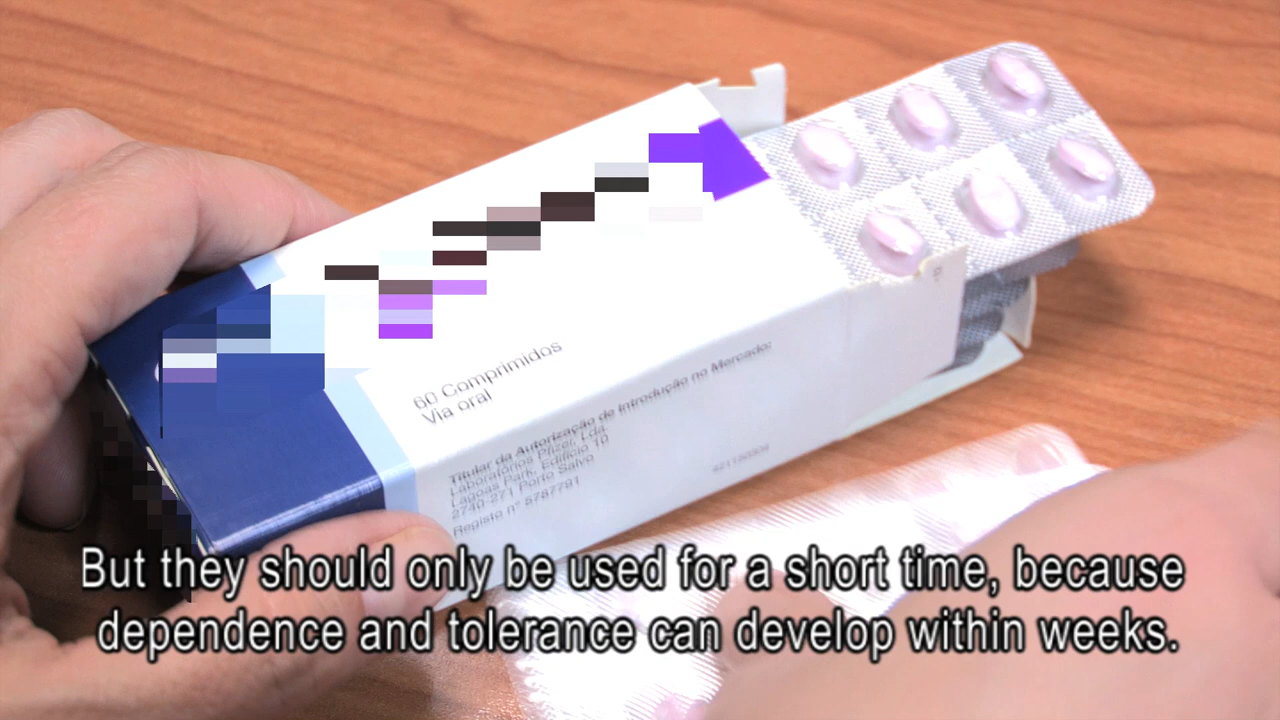 60 Comprimidos
Via oral
Titular da Autorização de Introdução no Mercado:
Laboratórios Pfizer, Lda.
Lagoas Park, Edifício 10
2740-271 Porto Salvo
Registo n° 5787791
But they should only be used for a short time, because
dependence and tolerance can develop within weeks.